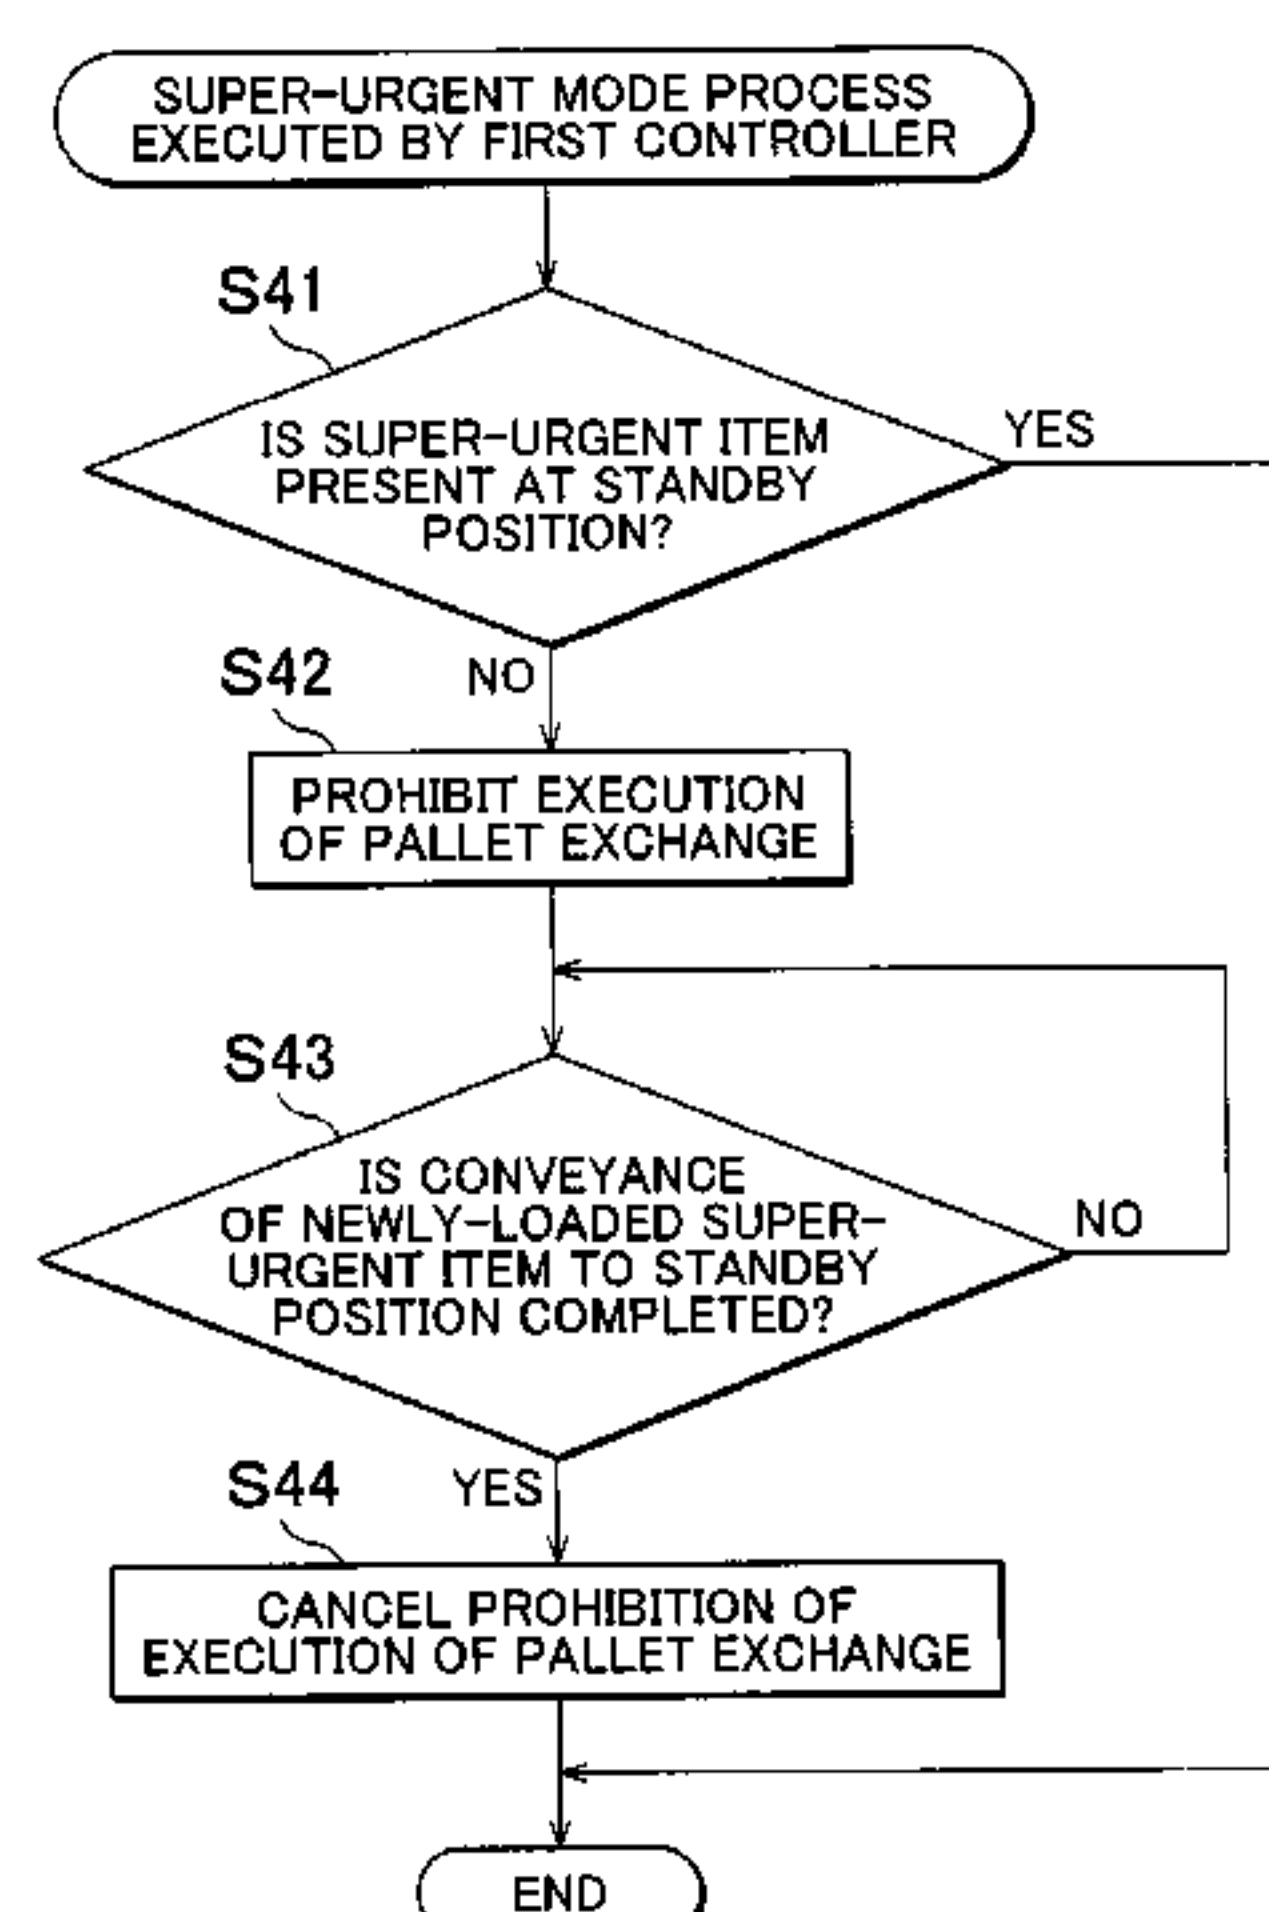 SUPER-URGENT MODE PROCESS
EXECUTED BY FIRST CONTROLLER
S41
IS SUPER-URGENT ITEM
PRESENT AT STANDBY
POSITION?
YES
NO
S42
PROHIBIT EXECUTION
OF PALLET EXCHANGE
S43
IS CONVEYANCE
OF NEWLY-LOADED SUPER-
URGENT ITEM TO STANDBY
POSITION COMPLETED?
NO
YES
S44
CANCEL PROHIBITION OF
EXECUTION OF PALLET EXCHANGE
END